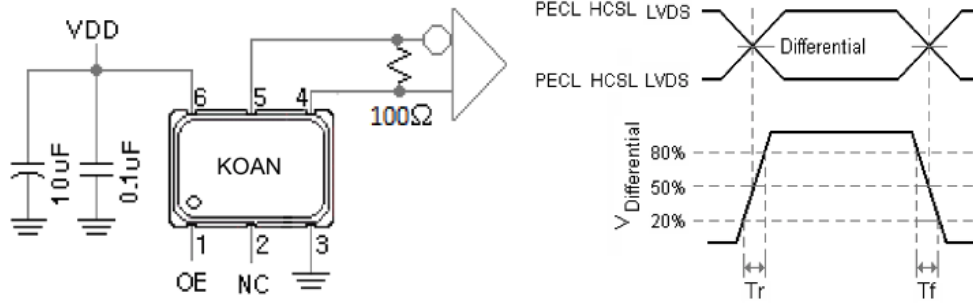 VDD
6 5 4
100Ω
10uF
0.1uF
KOAN
1 2 3
OE NC
PECL HCSL LVDS
Differential
PECL HCSL LVDS
V Differential
80%
50%
20%
Tr Tf